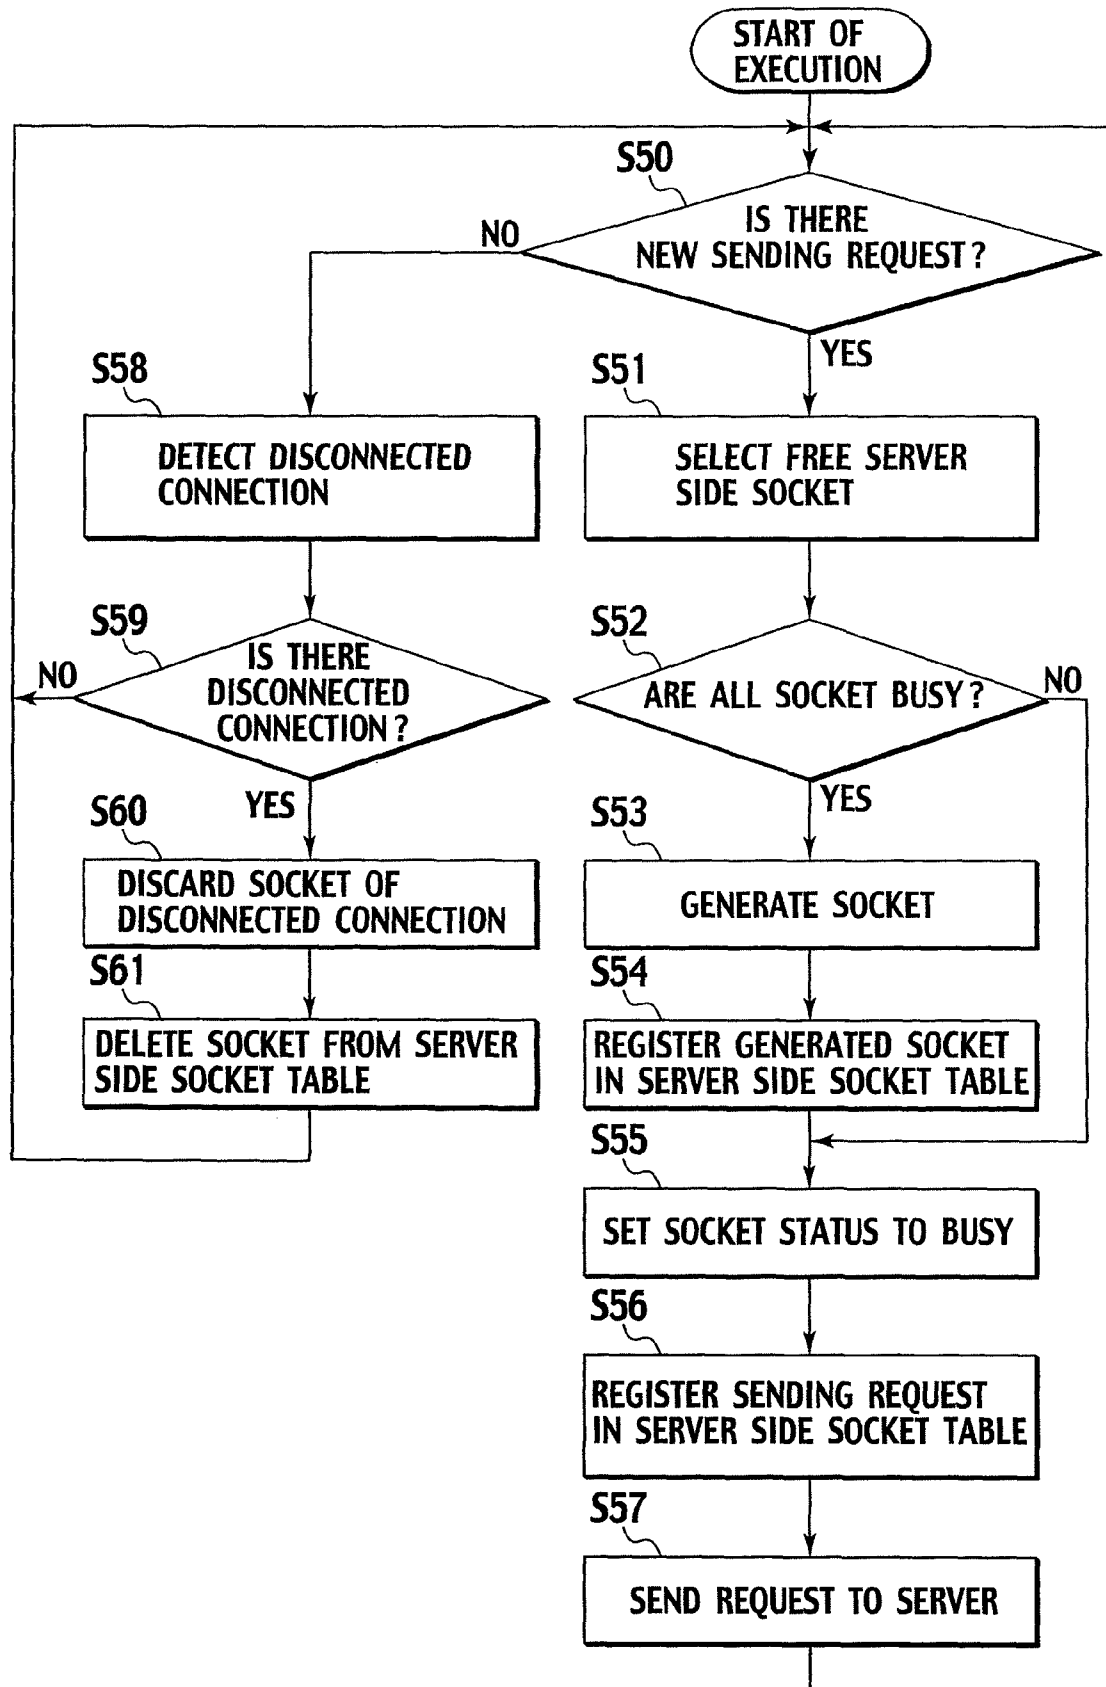 START OF
EXECUTION
S50
IS THERE
NEW SENDING REQUEST?
NO
YES
S58
DETECT DISCONNECTED
CONNECTION
S51
SELECT FREE SERVER
SIDE SOCKET
S59
IS THERE
DISCONNECTED
CONNECTION?
NO
YES
S52
ARE ALL SOCKET BUSY?
NO
YES
S60
DISCARD SOCKET OF
DISCONNECTED CONNECTION
S53
GENERATE SOCKET
S61
DELETE SOCKET FROM SERVER
SIDE SOCKET TABLE
S54
REGISTER GENERATED SOCKET
IN SERVER SIDE SOCKET TABLE
S55
SET SOCKET STATUS TO BUSY
S56
REGISTER SENDING REQUEST
IN SERVER SIDE SOCKET TABLE
S57
SEND REQUEST TO SERVER